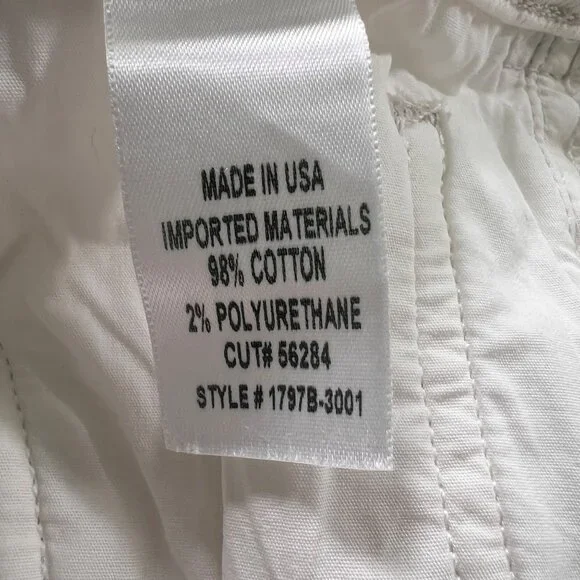 MADE IN USA
IMPORTED MATERIALS
98% COTTON
2% POLYURETHANE
CUT# 56284
STYLE # 1797B-3001